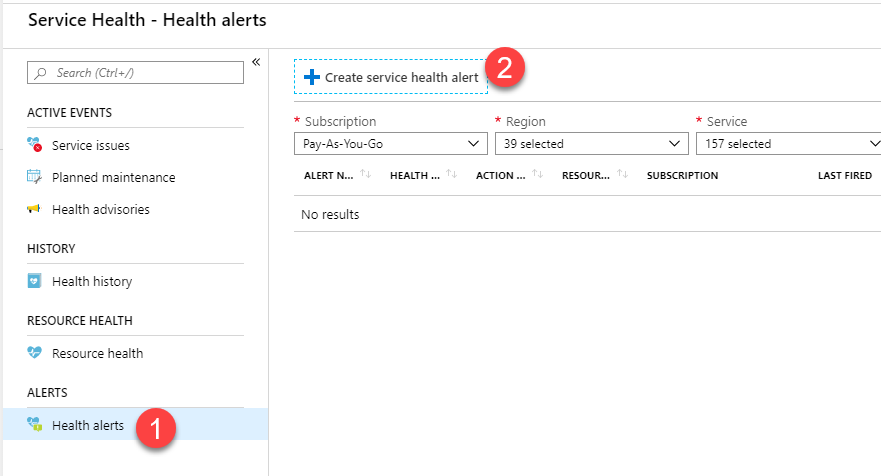 Service Health - Health alerts
Search (Ctrl+/)
«
ACTIVE EVENTS
Service issues
Planned maintenance
Health advisories
HISTORY
Health history
RESOURCE HEALTH
Resource health
ALERTS
Health alerts 1
+ Create service health alert 2
* Subscription * Region * Service
Pay-As-You-Go 39 selected 157 selected
ALERT N... HEALTH ... ACTION ... RESOUR... SUBSCRIPTION LAST FIRED
No results